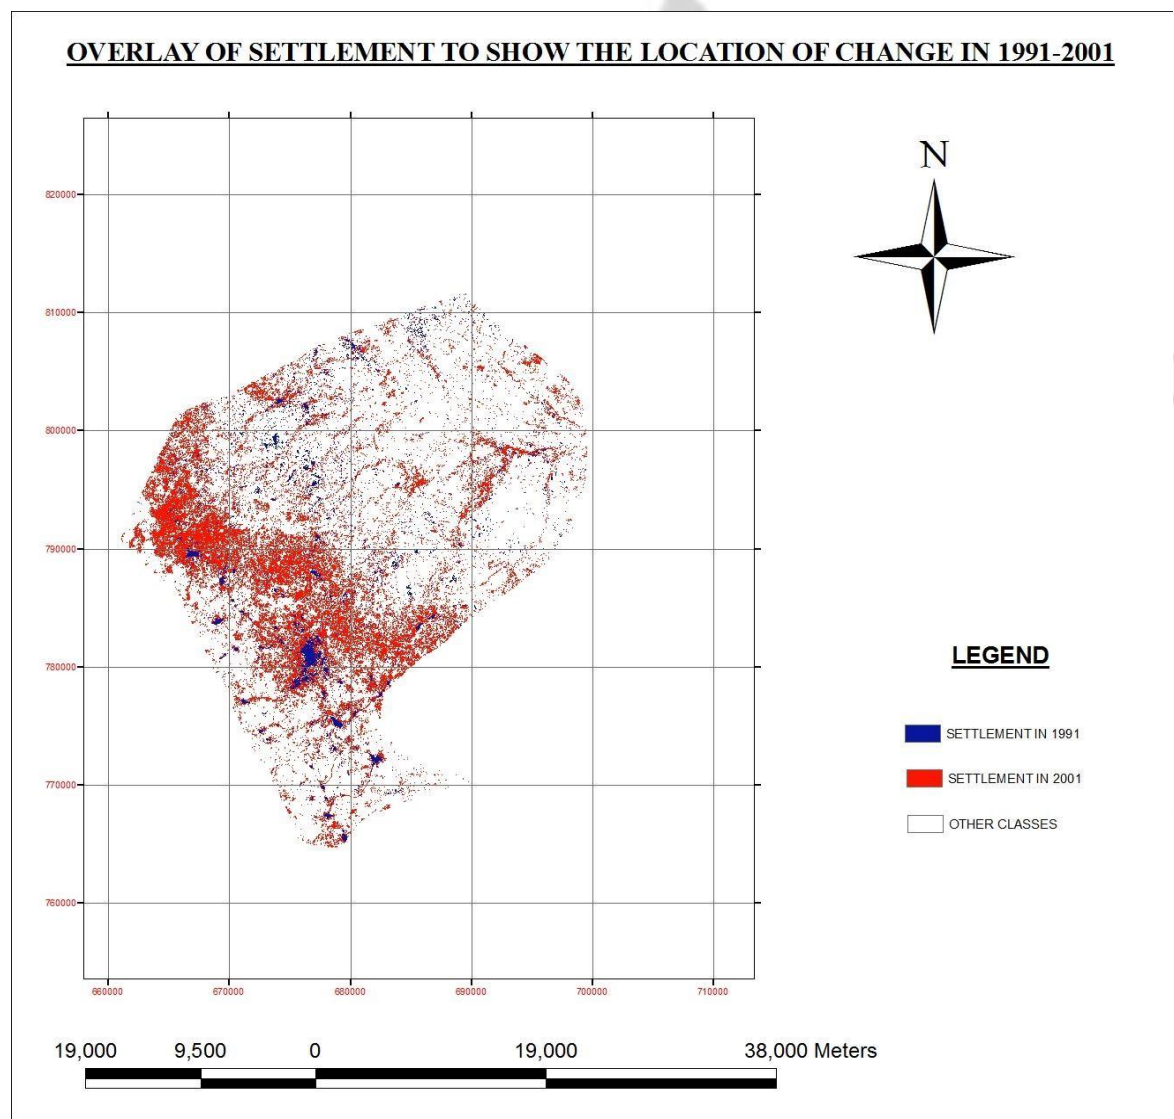 OVERLAY OF SETTLEMENT TO SHOW THE LOCATION OF CHANGE IN 1991-2001
N
820000
810000
800000
790000
780000
770000
760000
660000 670000 680000 690000 700000 710000
LEGEND
SETTLEMENT IN 1991
SETTLEMENT IN 2001
OTHER CLASSES
19,000 9,500 0 19,000 38,000 Meters